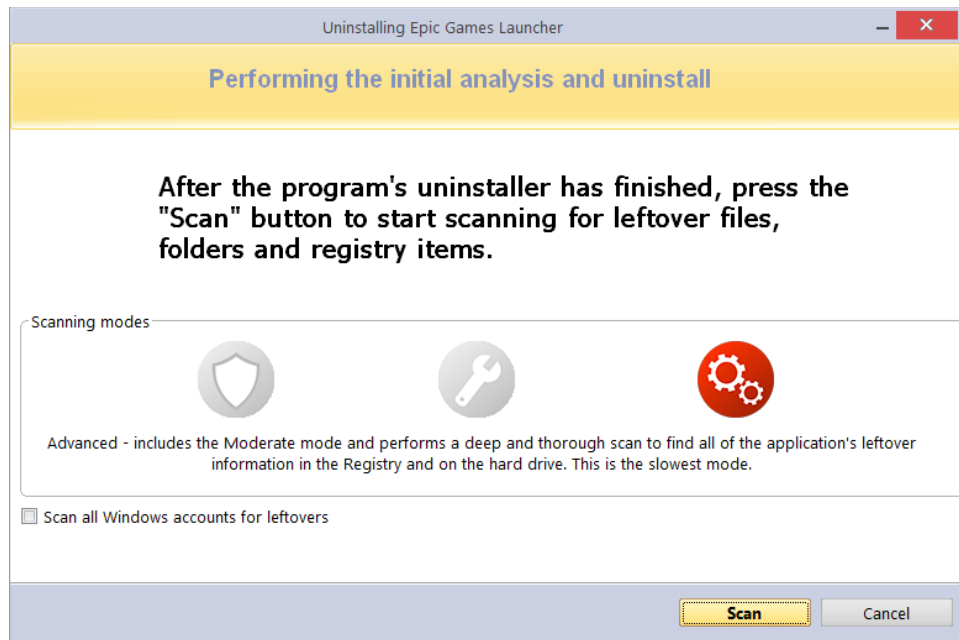 Uninstalling Epic Games Launcher
Performing the initial analysis and uninstall
After the program's uninstaller has finished, press the
"Scan" button to start scanning for leftover files,
folders and registry items.
Scanning modes
Advanced - includes the Moderate mode and performs a deep and thorough scan to find all of the application's leftover
information in the Registry and on the hard drive. This is the slowest mode.
Scan all Windows accounts for leftovers
Scan
Cancel